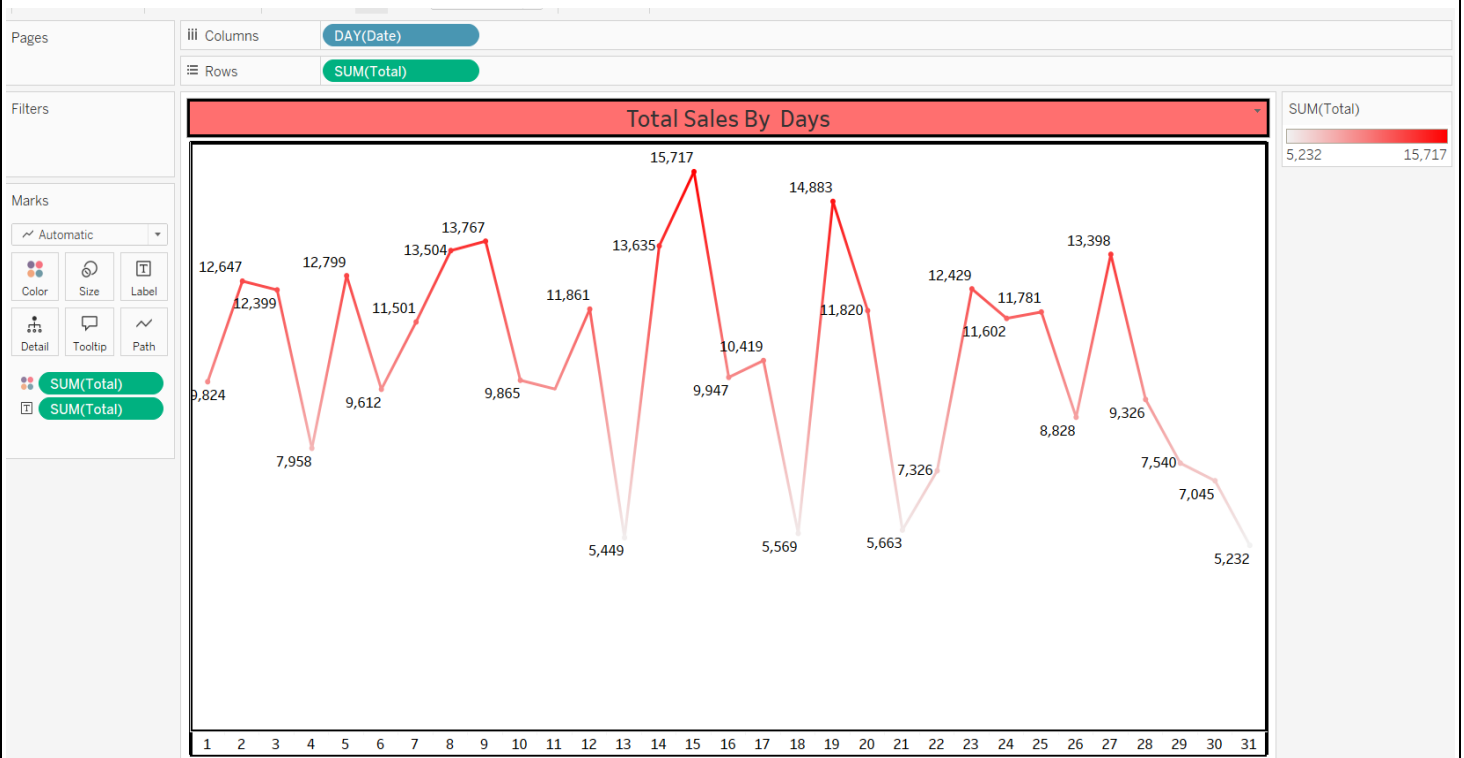 Pages
iii Columns
DAY(Date)
Rows
SUM(Total)
Filters
Marks
Automatic
Color Size Label
Detail Tooltip Path
SUM(Total)
T SUM(Total)
Total Sales By Days
15,717
14,883
13,767
13,504
13,635
13,398
12,647
12,799
12,399
12,429
11,861
11,781
11,501
11,820
11,602
10,419
9,824
9,612
9,865
9,947
9,326
8,828
7,958
7,326
7,540
7,045
5,449
5,569
5,663
5,232
1 2 3 4 5 6 7 8 9 10 11 12 13 14 15 16 17 18 19 20 21 22 23 24 25 26 27 28 29 30 31
SUM(Total)
5,232 15,717